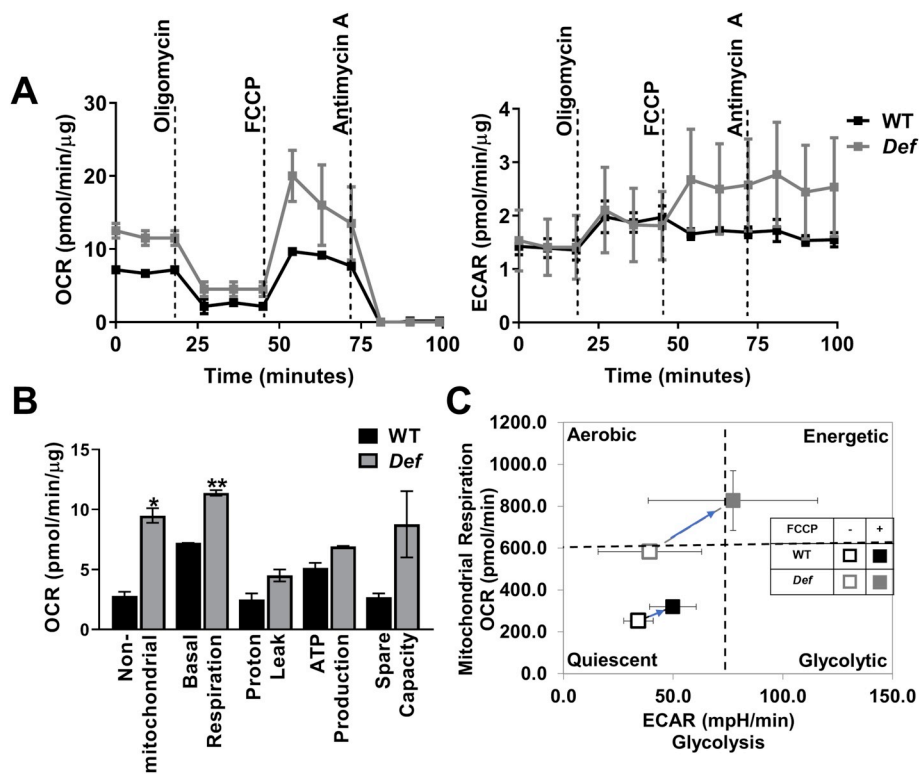 A
Oligomycin
FCCP
Antimycin A
OCR (pmol/min/µg)
30
20
10
0
0
25
50
75
100
Time (minutes)
Oligomycin
FCCP
Antimycin A
WT
Def
ECAR (pmol/min/µg)
4
3
2
1
0
0
25
50
75
100
Time (minutes)
B
WT
Def
OCR (pmol/min/µg)
15
10
5
0
*
**
Non-
mitochondrial
Basal
Respiration
Proton
Leak
ATP
Production
Spare
Capacity
C
Mitochondrial Respiration
OCR (pmol/min)
1200.0
1000.0
800.0
600.0
400.0
200.0
0.0
Aerobic
Energetic
FCCP - +
WT
Def
Quiescent
Glycolytic
0.0
50.0
100.0
150.0
ECAR (mpH/min)
Glycolysis